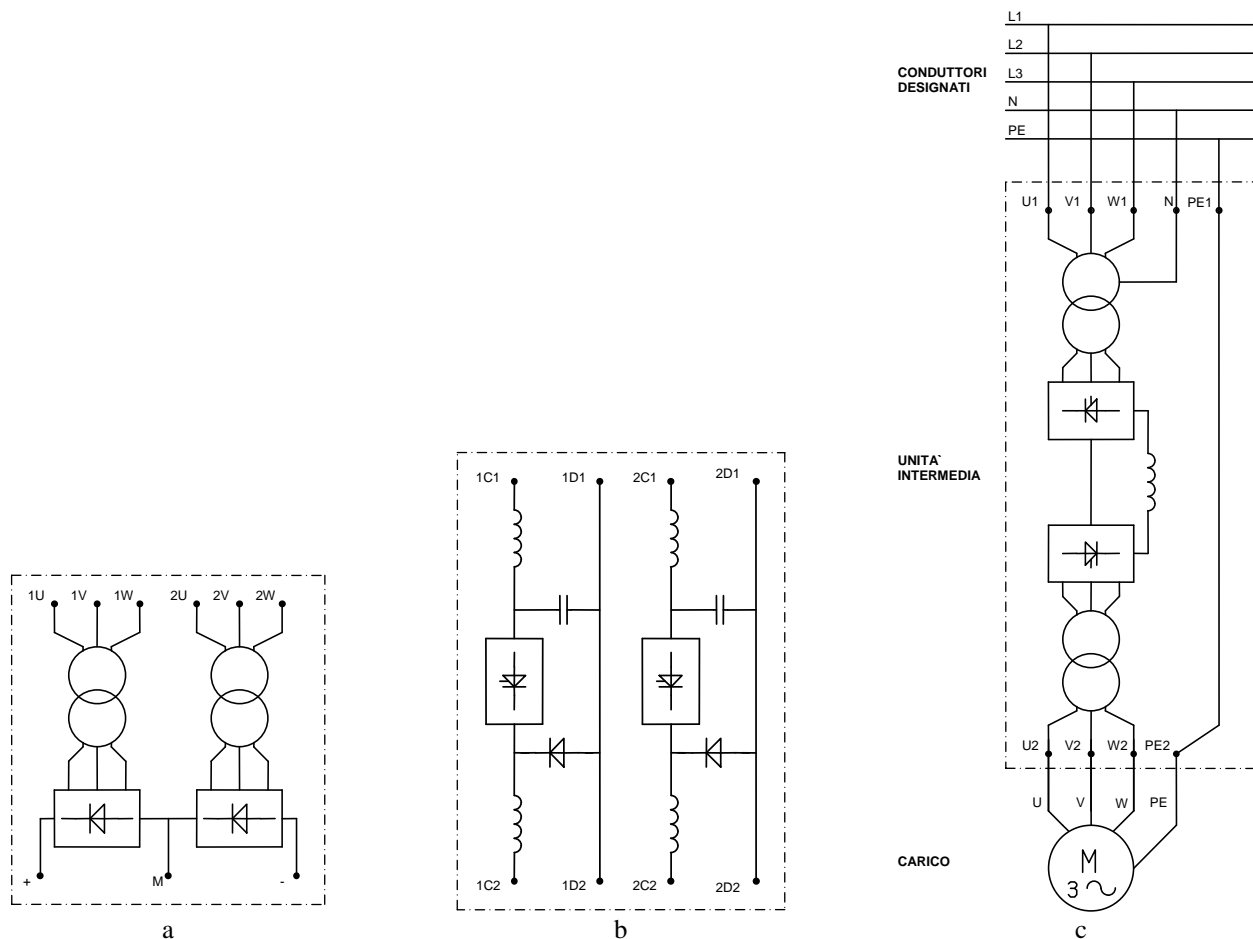 L1
L2
L3
N
PE
CONDUTTORI
DESIGNATI
U1 V1 W1 N PE1
UNITA`
INTERMEDIA
1C1 1D1 2C1 2D1
1U 1V 1W 2U 2V 2W
U2 V2 W2 PE2
U V W PE
CARICO
M
3
+ M -
1C2 1D2 2C2 2D2
a b c